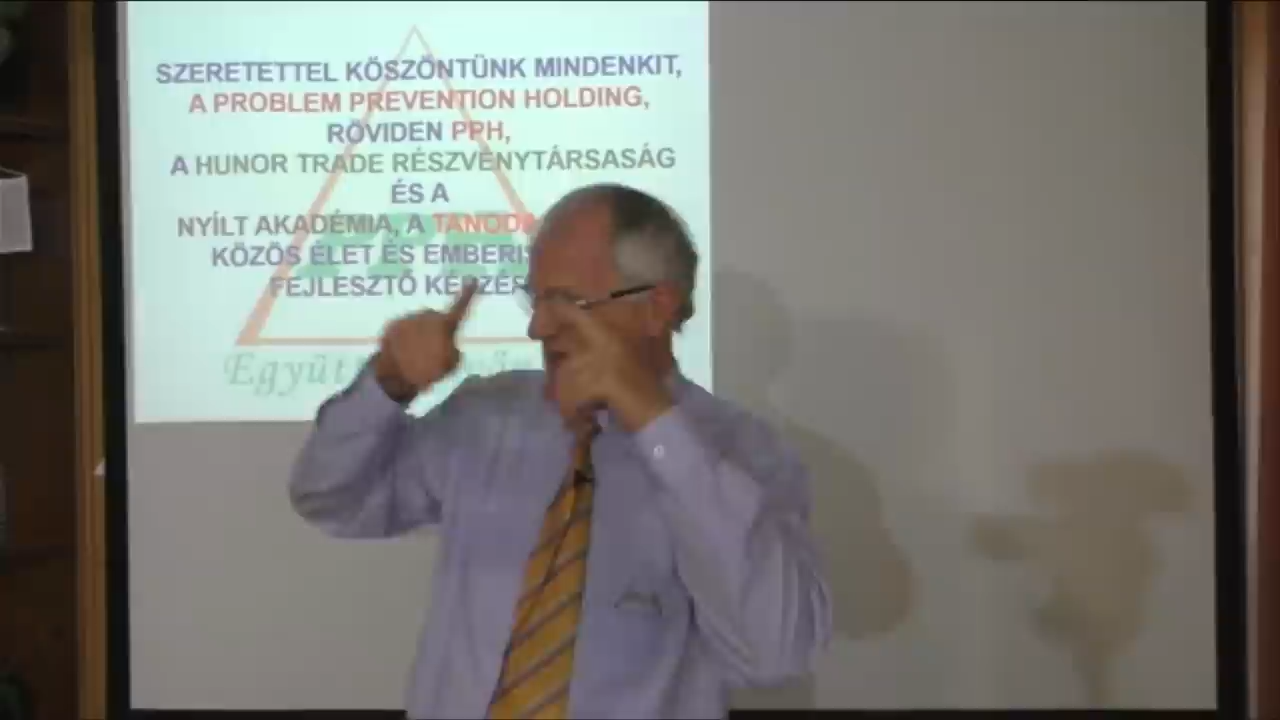 SZERETETTEL KÖSZÖNTÜNK MINDENKIT,
A PROBLEM PREVENTION HOLDING,
RÖVIDEN PPH,
A HUNOR TRADE RÉSZVÉNYTÁRSASÁG
ÉS A
NYÍLT AKADÉMIA, A
KÖZÖS ÉLET ÉS
FEJLESZTŐ